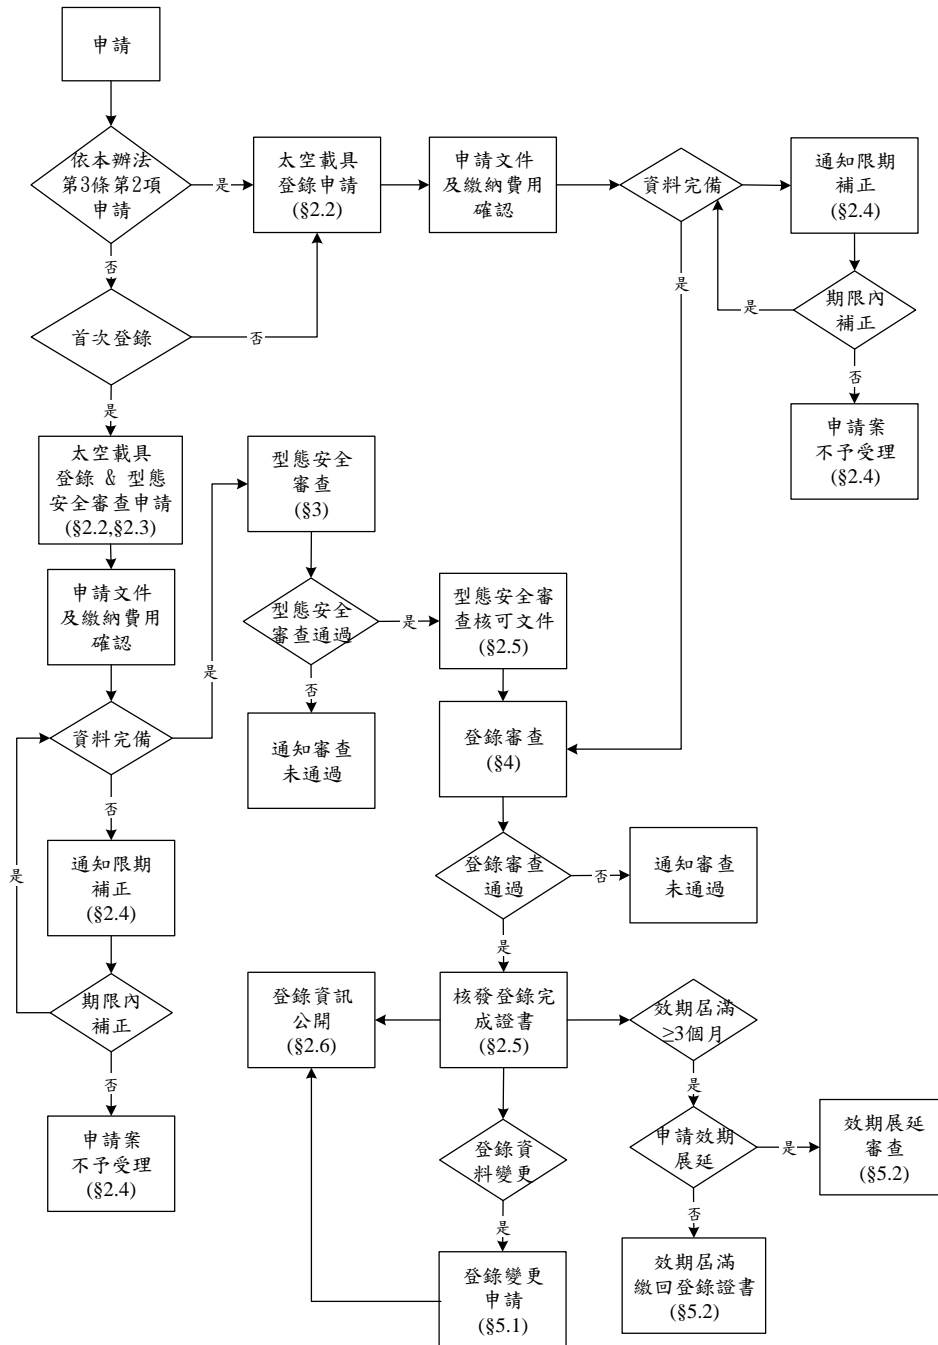 申請
依本辦法
第3條第2項
申請
是
太空載具
登錄申請
(§2.2)
申請文件
及繳納費用
確認
資料完備
通知限期
補正
(§2.4)
否
是
期限內
補正
是
首次登錄
否
否
是
申請案
不予受理
(§2.4)
太空載具
登錄 & 型態
安全審查申請
(§2.2,§2.3)
型態安全
審查
(§3)
申請文件
及繳納費用
確認
型態安全
審查通過
是
型態安全審
查核可文件
(§2.5)
是
否
資料完備
通知審查
未通過
登錄審查
(§4)
否
通知限期
補正
(§2.4)
是
登錄審查
通過
否
通知審查
未通過
是
期限內
補正
登錄資訊
公開
(§2.6)
核發登錄完
成證書
(§2.5)
效期屆滿
≥3個月
否
是
申請案
不予受理
(§2.4)
登錄資
料變更
申請效期
展延
是
效期展延
審查
(§5.2)
是
否
登錄變更
申請
(§5.1)
效期屆滿
繳回登錄證書
(§5.2)